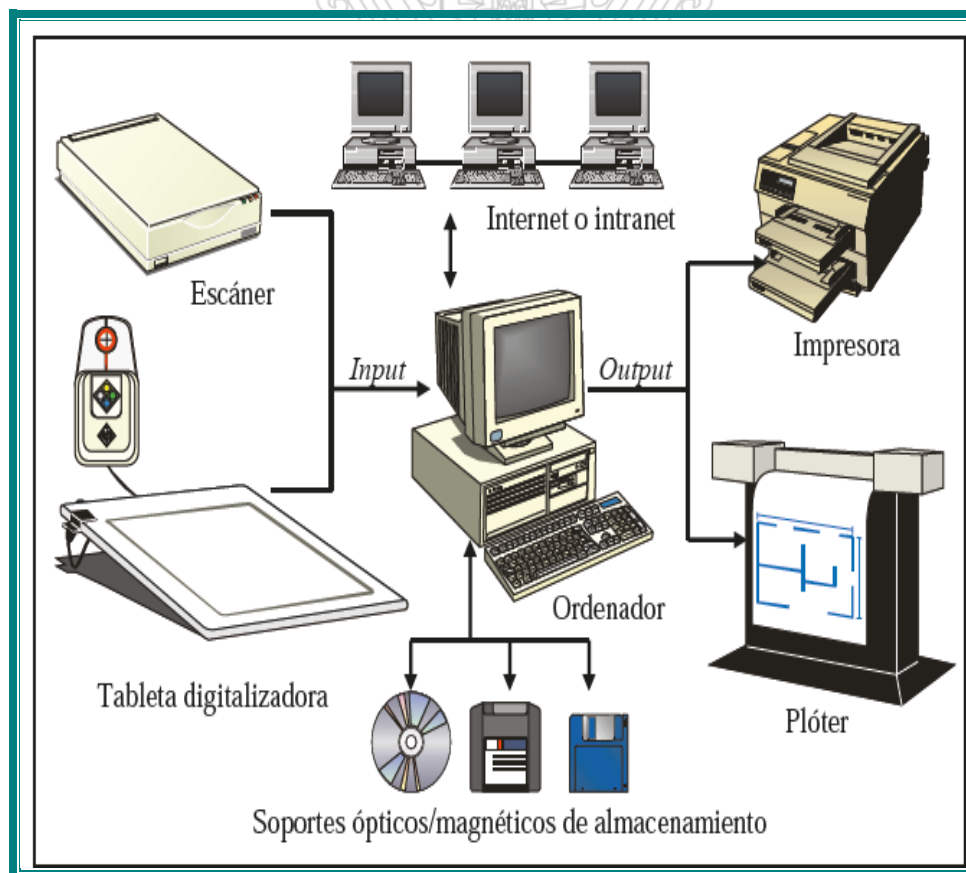 Internet o intranet
Escáner
Impresora
Input
Output
Ordenador
Tableta digitalizadora
Plóter
Soportes ópticos/magnéticos de almacenamiento